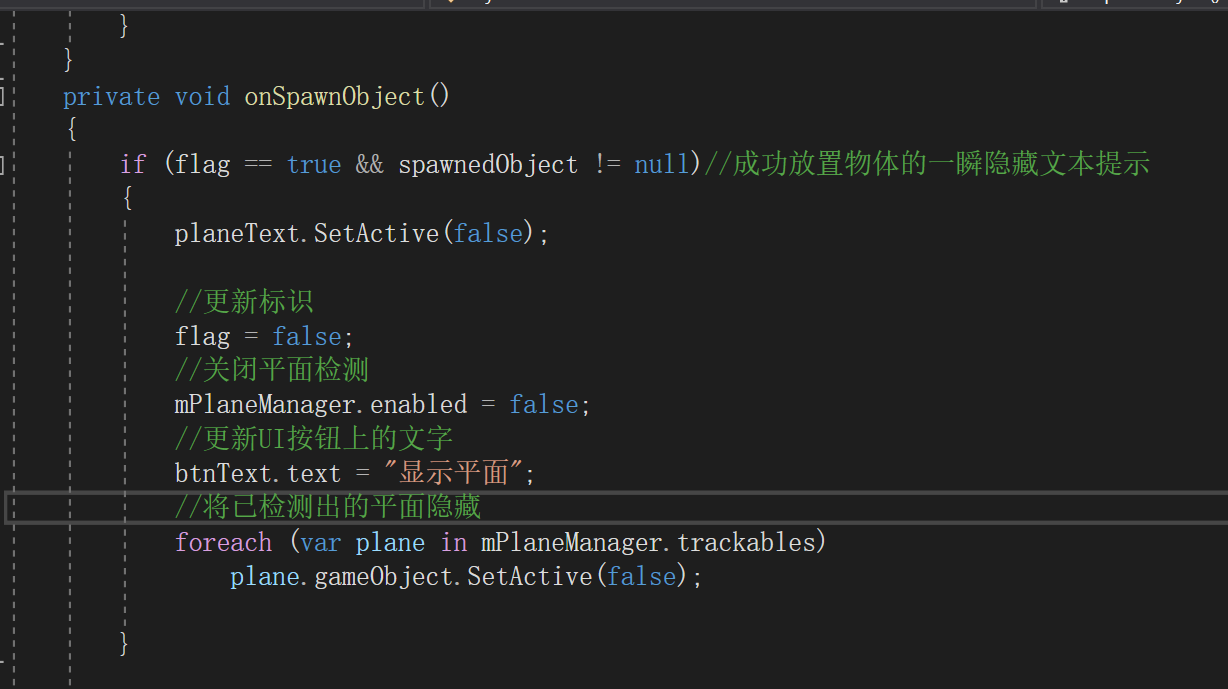 }
}
private void onSpawnObject()
{
if (flag == true && spawnedObject != null)//成功放置物体的一瞬隐藏文本提示
{
planeText.SetActive(false);
//更新标识
flag = false;
//关闭平面检测
mPlaneManager.enabled = false;
//更新UI按钮上的文字
btnText.text = "显示平面";
//将已检测出的平面隐藏
foreach (var plane in mPlaneManager.trackables)
plane.gameObject.SetActive(false);
}